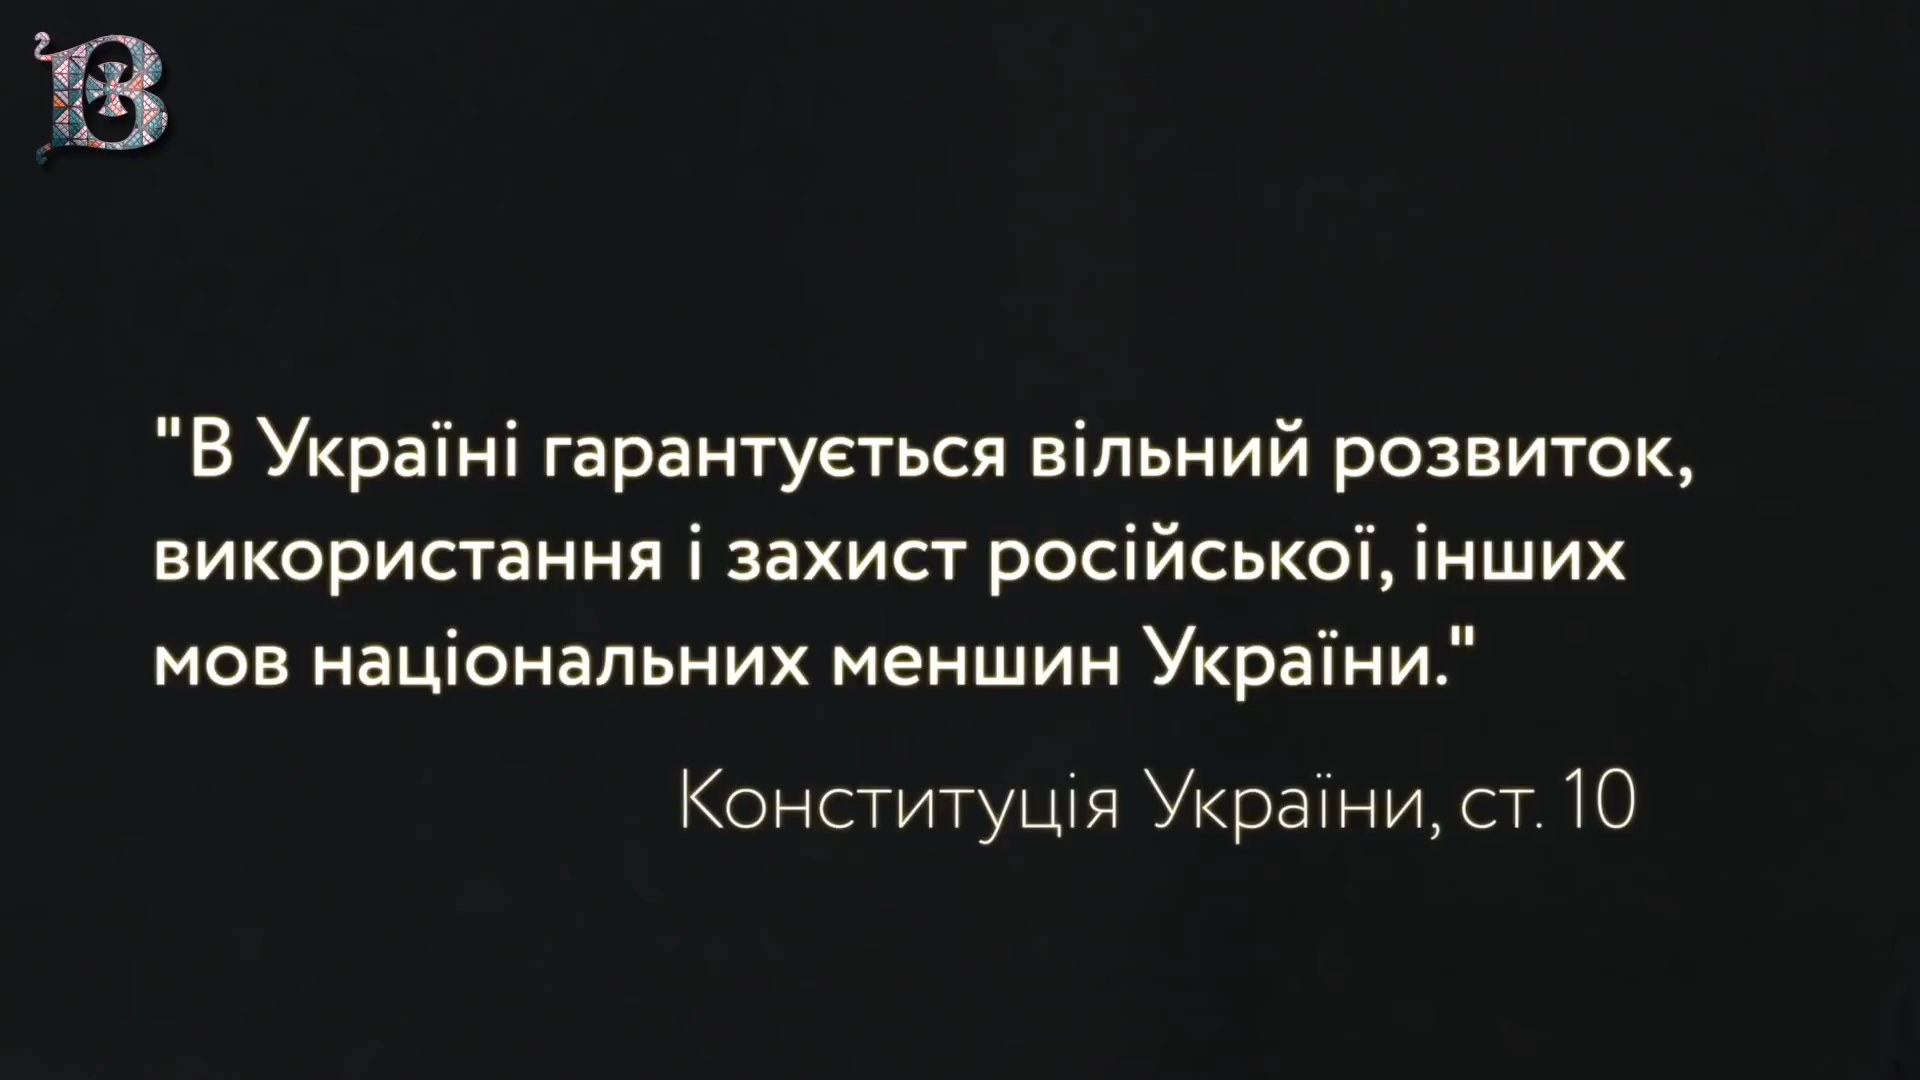 В
"В Україні гарантується вільний розвиток,
використання і захист російської, інших
мов національних меншин України."
Конституція України, ст. 10